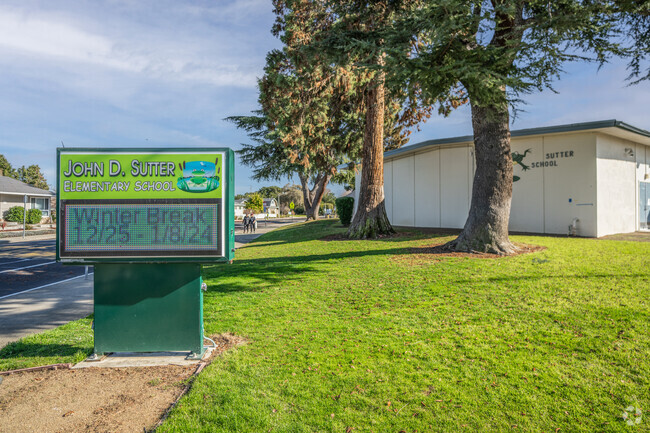 JOHN D. SUTTER
ELEMENTARY SCHOOL
Winter Break
12/25 - 1/8/24
SUTTER
SCHOOL